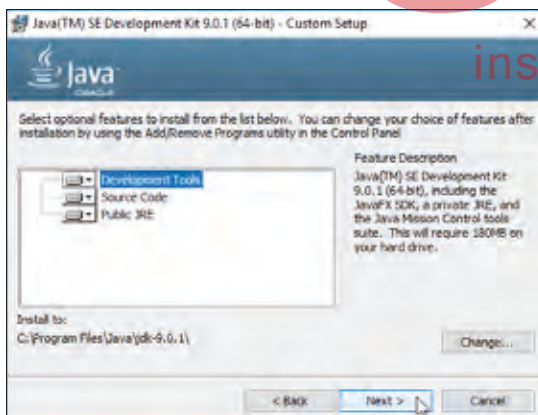 Java(TM) SE Development Kit 9.0.1 (64-bit) - Custom Setup
ins
Java
ORACLE
Select optional features to install from the list below. You can change your choice of features after
installation by using the Add/Remove Programs utility in the Control Panel
Development Tools
Source Code
Public JRE
Feature Description
Java(TM) SE Development Kit
9.0.1 (64-bit), including the
JavaFX SDK, a private JRE, and
the Java Mission Control tools
suite. This will require 180MB on
your hard drive.
Install to:
C:\Program Files\Java\jdk-9.0.1\
Change...
< Back
Next >
Cancel